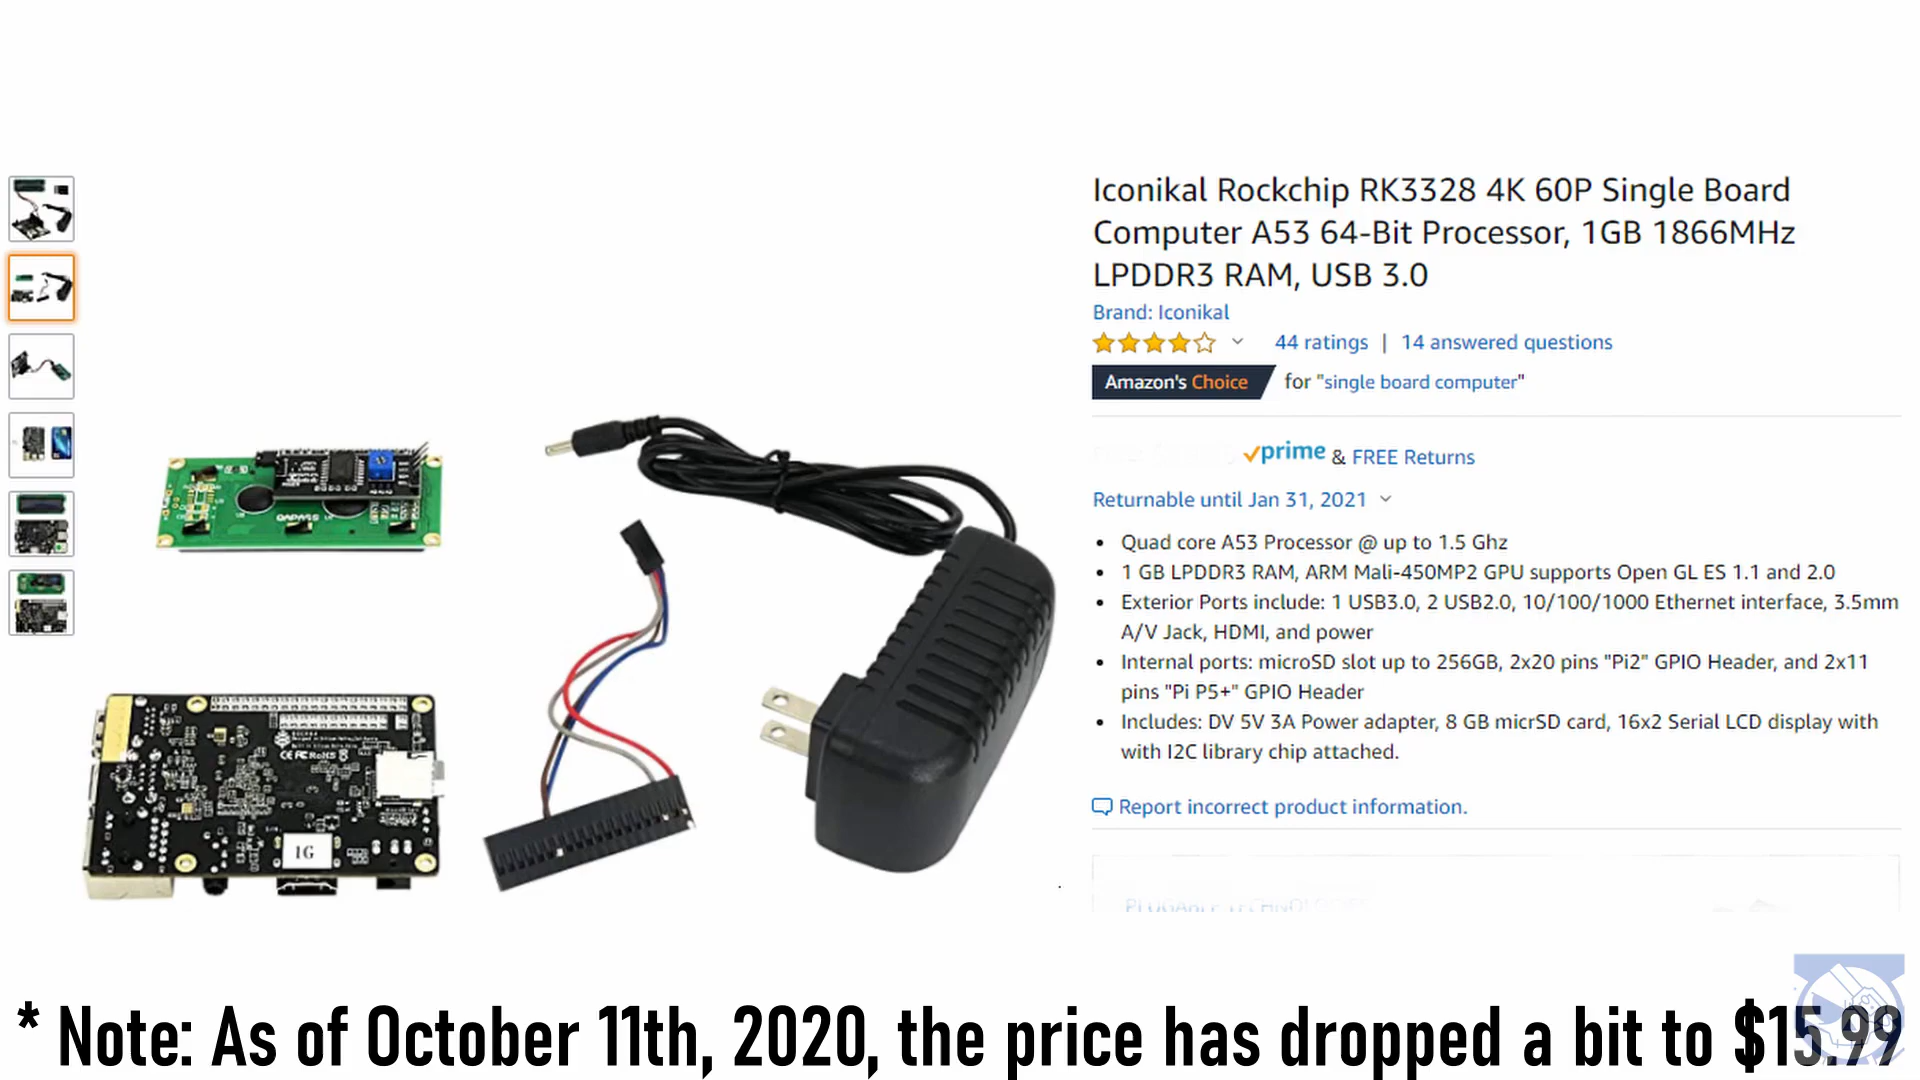 Iconikal Rockchip RK3328 4K 60P Single Board
Computer A53 64-Bit Processor, 1GB 1866MHz
LPDDR3 RAM, USB 3.0
Brand: Iconikal
44 ratings | 14 answered questions
Amazon's Choice for "single board computer"
prime & FREE Returns
Returnable until Jan 31, 2021
• Quad core A53 Processor @ up to 1.5 Ghz
• 1 GB LPDDR3 RAM, ARM Mali-450MP2 GPU supports Open GL ES 1.1 and 2.0
• Exterior Ports include: 1 USB3.0, 2 USB2.0, 10/100/1000 Ethernet interface, 3.5mm
A/V Jack, HDMI, and power
• Internal ports: microSD slot up to 256GB, 2x20 pins "Pi2" GPIO Header, and 2x11
pins "Pi P5+" GPIO Header
• Includes: DV 5V 3A Power adapter, 8 GB micrSD card, 16x2 Serial LCD display with
with I2C library chip attached.
Report incorrect product information.
QAPASS
CE FC RoHS
1G
* Note: As of October 11th, 2020, the price has dropped a bit to $15.99